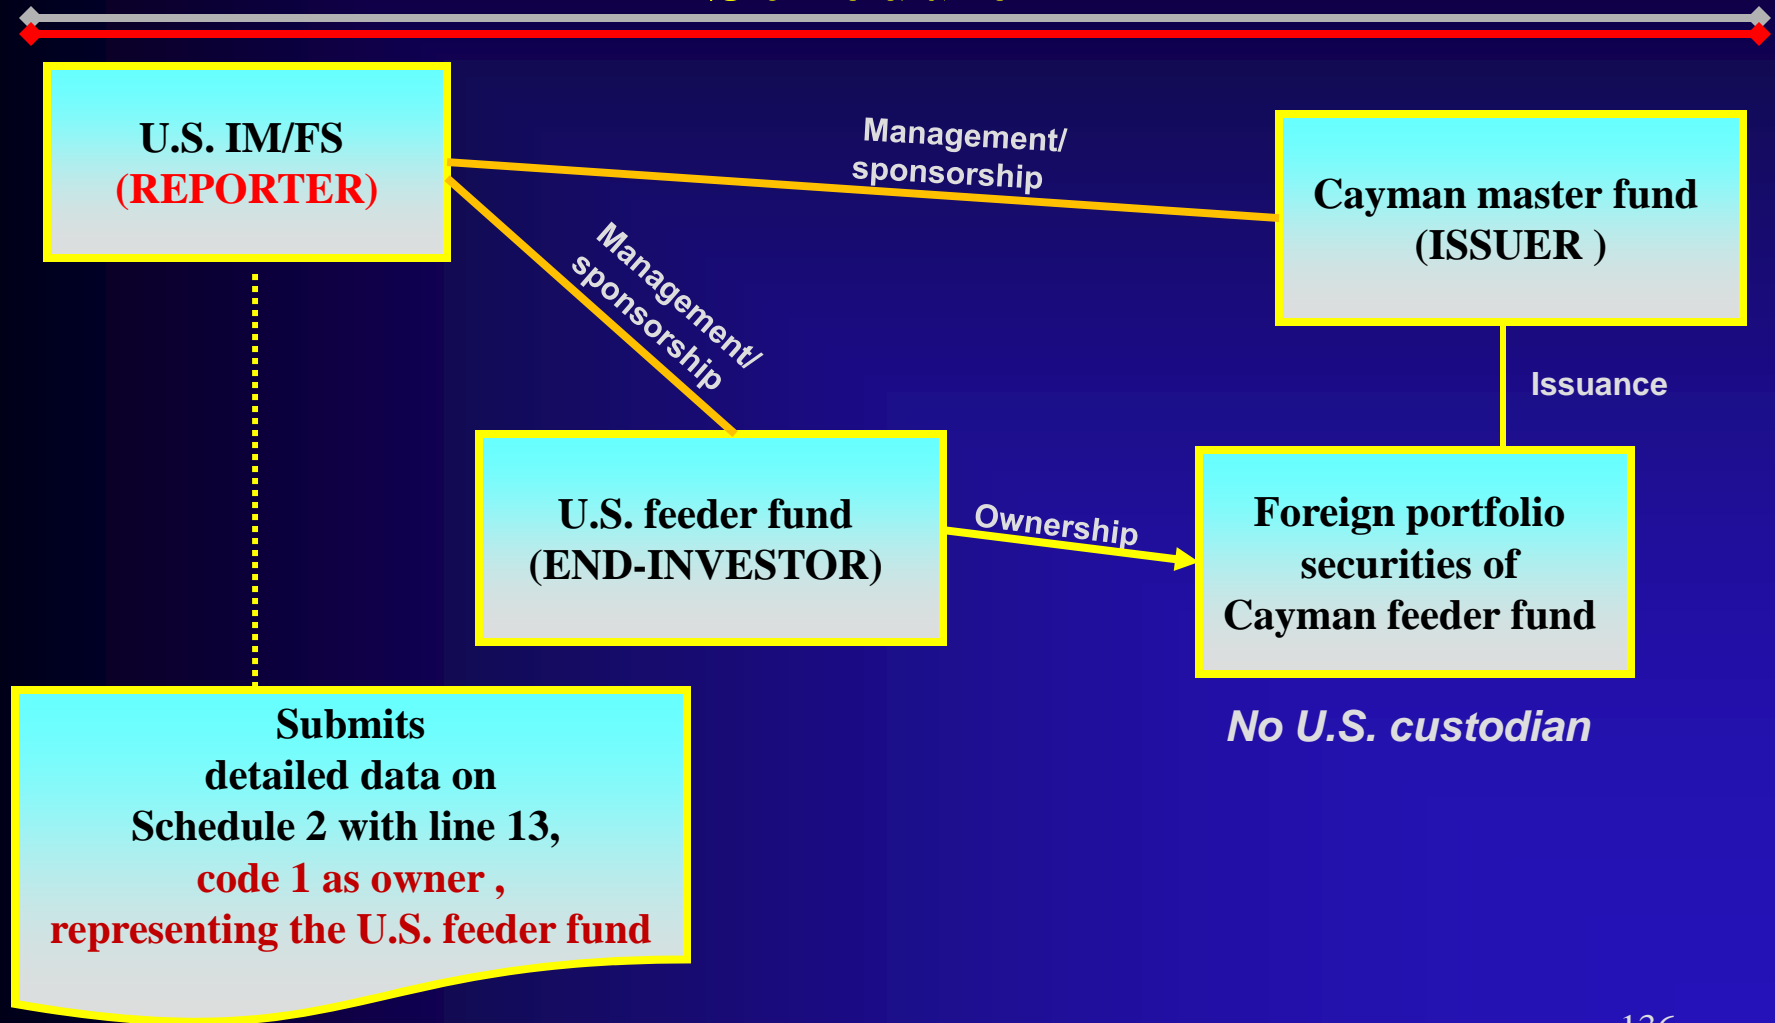 U.S. IM/FS
(REPORTER)
Management/
sponsorship
Cayman master fund
(ISSUER )
Management/
sponsorship
Issuance
U.S. feeder fund
(END-INVESTOR)
Ownership
Foreign portfolio
securities of
Cayman feeder fund
No U.S. custodian
Submits
detailed data on
Schedule 2 with line 13,
code 1 as owner ,
representing the U.S. feeder fund